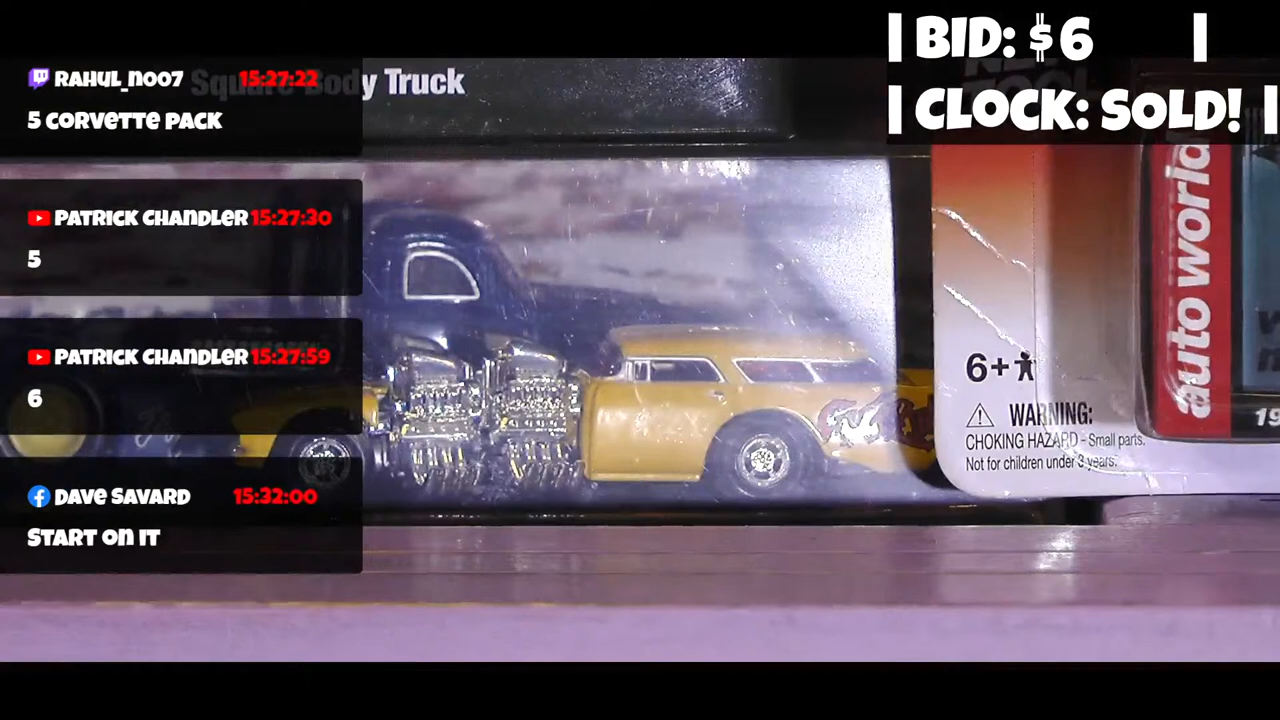 | BID: $6 |
| CLOCK: SOLD! |
Rahul_n007 15:27:22
5 corvette pack
Patrick Chandler 15:27:30
5
Patrick Chandler 15:27:59
6
Dave Savard 15:32:00
Start on it
Square Body Truck
auto world
6+
WARNING:
CHOKING HAZARD - Small parts.
Not for children under 3 years.
19